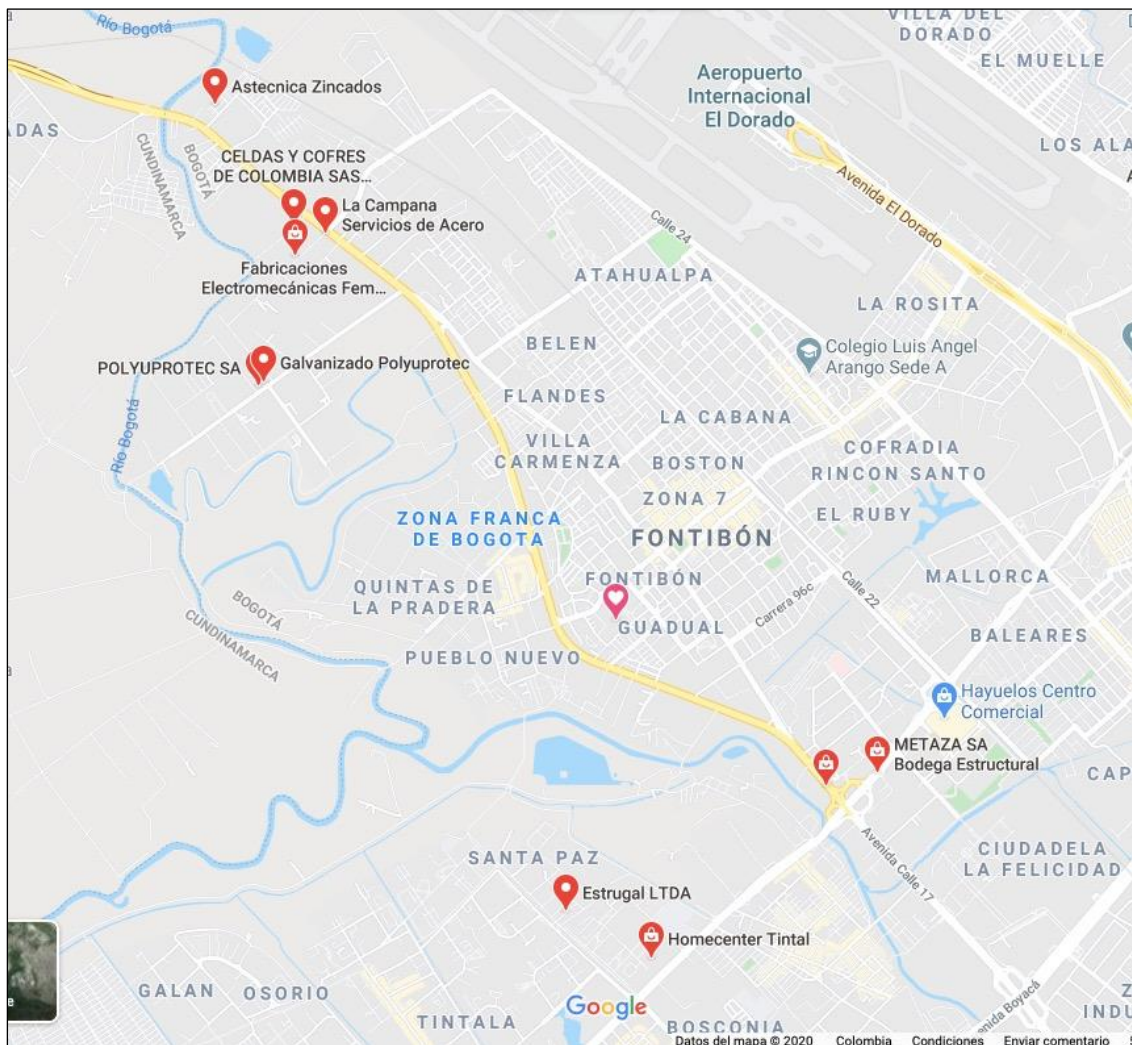 Río Bogotá
VILLA DEL
DORADO
EL MUELLE
Aeropuerto
Internacional
El Dorado
Astecnica Zincados
ADAS
LOS ALA
CUNDINAMARCA
BOGOTÁ
CELDAS Y COFRES
DE COLOMBIA SAS...
Avenida El Dorado
A
La Campana
Servicios de Acero
Calle 24
Fabricaciones
Electromecánicas Fem...
ATAHUALPA
LA ROSITA
BELEN
Colegio Luis Angel
Arango Sede A
POLYUPROTEC SA
Galvanizado Polyuprotec
FLANDES
LA CABANA
VILLA
CARMENZA
COFRADIA
RINCON SANTO
BOSTON
Río Bogotá
ZONA 7
EL RUBY
ZONA FRANCA
DE BOGOTA
FONTIBÓN
QUINTAS DE
LA PRADERA
FONTIBÓN
MALLORCA
Calle 22
Carrera 96c
BOGOTÁ
CUNDINAMARCA
GUADUAL
BALEARES
PUEBLO NUEVO
Hayuelos Centro
Comercial
METAZA SA
Bodega Estructural
CAP
Avenida Calle 17
SANTA PAZ
CIUDADELA
LA FELICIDAD
Estrugal LTDA
Homecenter Tintal
GALAN
OSORIO
e
Google
TINTALA
BOSCONIA
enida Boyacá
Z
INDU
Datos del mapa © 2020 Colombia Condiciones Enviar comentario